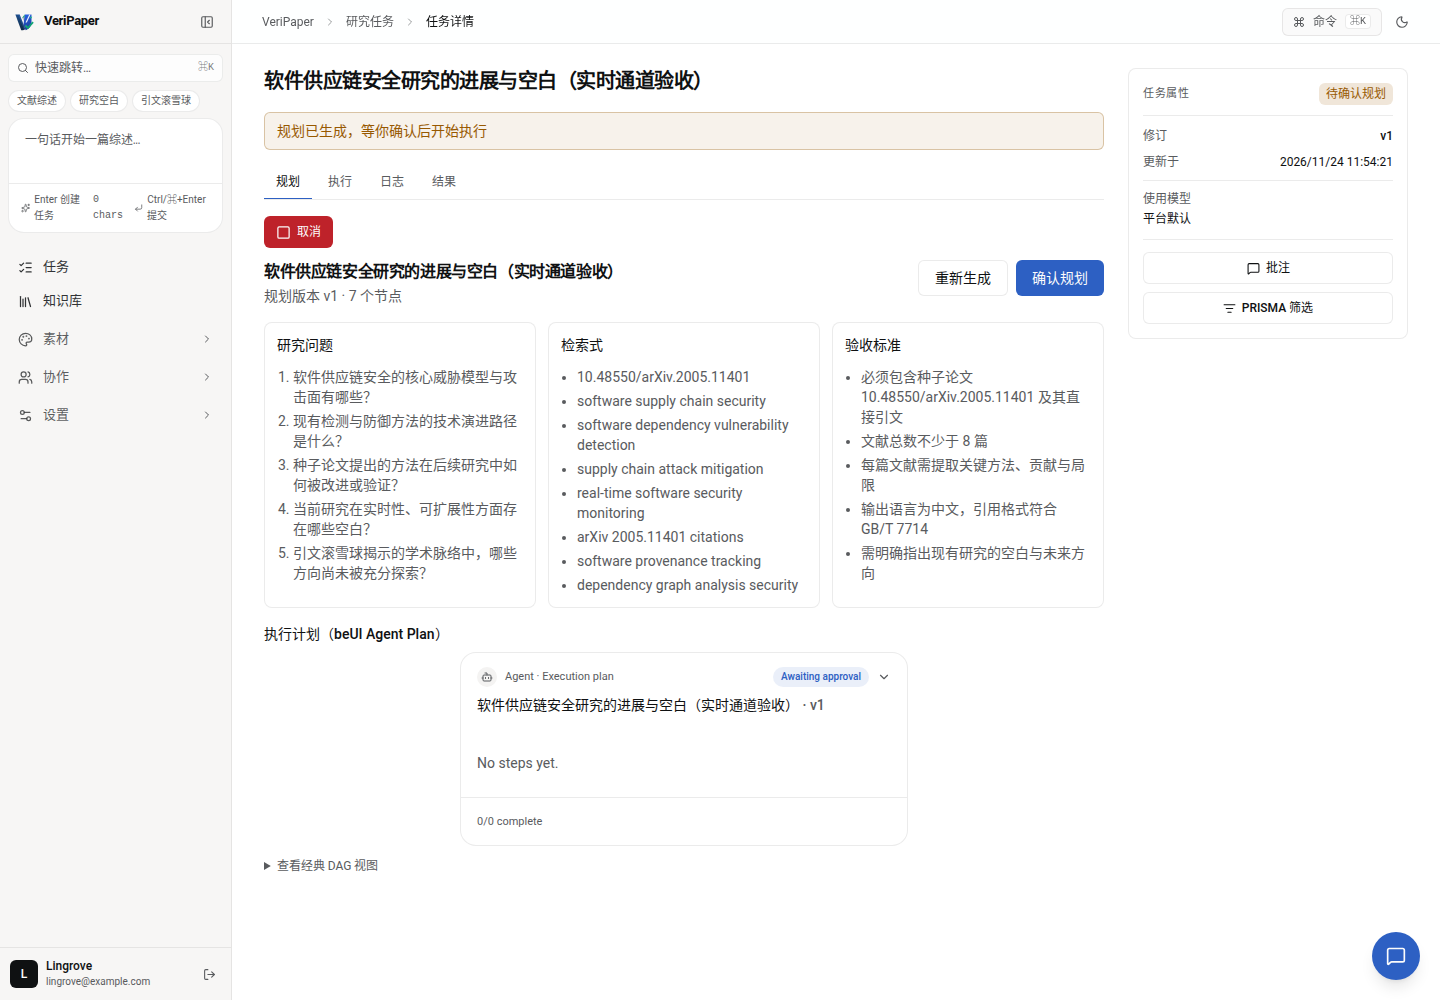 VeriPaper
快速跳转...
⌘K
文献综述
研究空白
引文滚雪球
一句话开始一篇综述...
Enter 创建
任务
0
chars
Ctrl/⌘+Enter
提交
任务
知识库
素材
协作
设置
Lingrove
L
lingrove@example.com
VeriPaper
研究任务
任务详情
⌘ 命令 ⌘K
软件供应链安全研究的进展与空白（实时通道验收）
规划已生成，等你确认后开始执行
规划
执行
日志
结果
取消
软件供应链安全研究的进展与空白（实时通道验收）
规划版本 v1 · 7 个节点
重新生成
确认规划
研究问题
1. 软件供应链安全的核心威胁模型与攻
击面有哪些？
2. 现有检测与防御方法的技术演进路径
是什么？
3. 种子论文提出的方法在后续研究中如
何被改进或验证？
4. 当前研究在实时性、可扩展性方面存
在哪些空白？
5. 引文滚雪球揭示的学术脉络中，哪些
方向尚未被充分探索？
检索式
• 10.48550/arXiv.2005.11401
• software supply chain security
• software dependency vulnerability
detection
• supply chain attack mitigation
• real-time software security
monitoring
• arXiv 2005.11401 citations
• software provenance tracking
• dependency graph analysis security
验收标准
• 必须包含种子论文
10.48550/arXiv.2005.11401 及其直
接引文
• 文献总数不少于 8 篇
• 每篇文献需提取关键方法、贡献与局
限
• 输出语言为中文，引用格式符合
GB/T 7714
• 需明确指出现有研究的空白与未来方
向
执行计划（beUI Agent Plan）
Agent · Execution plan
Awaiting approval
软件供应链安全研究的进展与空白（实时通道验收） · v1
No steps yet.
0/0 complete
▶ 查看经典 DAG 视图
任务属性
待确认规划
修订
v1
更新于
2026/11/24 11:54:21
使用模型
平台默认
批注
PRISMA 筛选